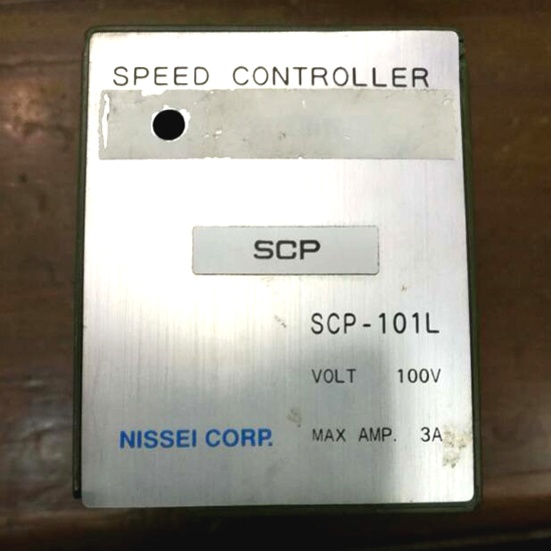 SPEED CONTROLLER
SCP
SCP-101L
VOLT 100V
NISSEI CORP. MAX AMP. 3A